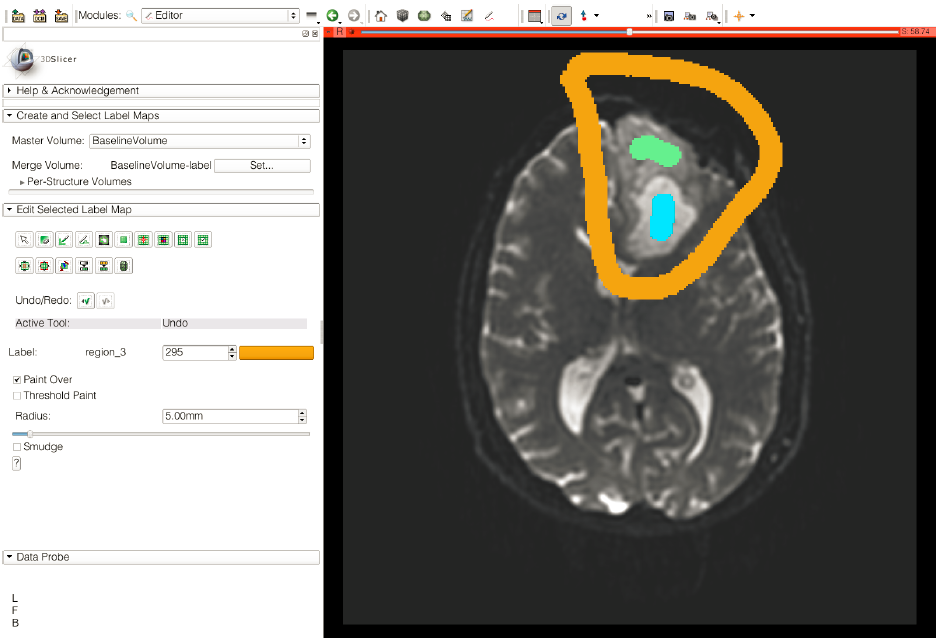 Modules: Editor
R S: 58.74
3DSlicer
Help & Acknowledgement
Create and Select Label Maps
Master Volume: BaselineVolume
Merge Volume: BaselineVolume-label Set...
Per-Structure Volumes
Edit Selected Label Map
Undo/Redo:
Active Tool: Undo
Label: region_3 295
Paint Over
Threshold Paint
Radius: 5.00mm
Smudge
?
Data Probe
L
F
B